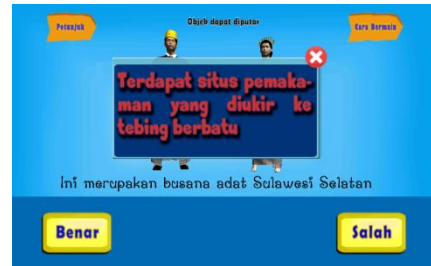 Petunjuk
Objek dapat diputar
Cara Bermain
Terdapat situs pemaka-
man yang diukir ke
tebing berbatu
Ini merupakan busana adat Sulawesi Selatan
Benar
Salah